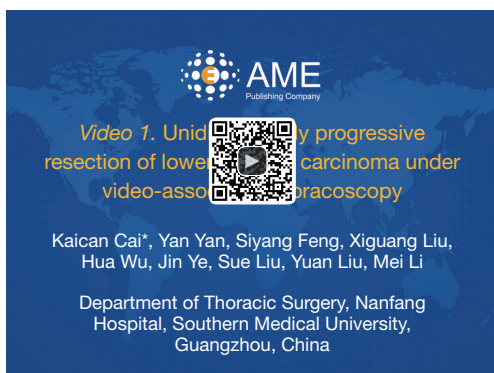 E AME
Publishing Company
Video 1. Unid y progressive
resection of lower carcinoma under
video-asso oracoscopy
Kaican Cai*, Yan Yan, Siyang Feng, Xiguang Liu,
Hua Wu, Jin Ye, Sue Liu, Yuan Liu, Mei Li
Department of Thoracic Surgery, Nanfang
Hospital, Southern Medical University,
Guangzhou, China